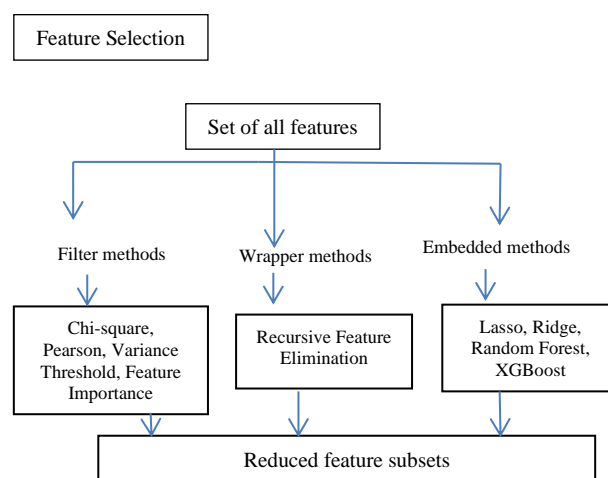 Feature Selection
Set of all features
Filter methods
Wrapper methods
Embedded methods
Chi-square,
Pearson, Variance
Threshold, Feature
Importance
Recursive Feature
Elimination
Lasso, Ridge,
Random Forest,
XGBoost
Reduced feature subsets